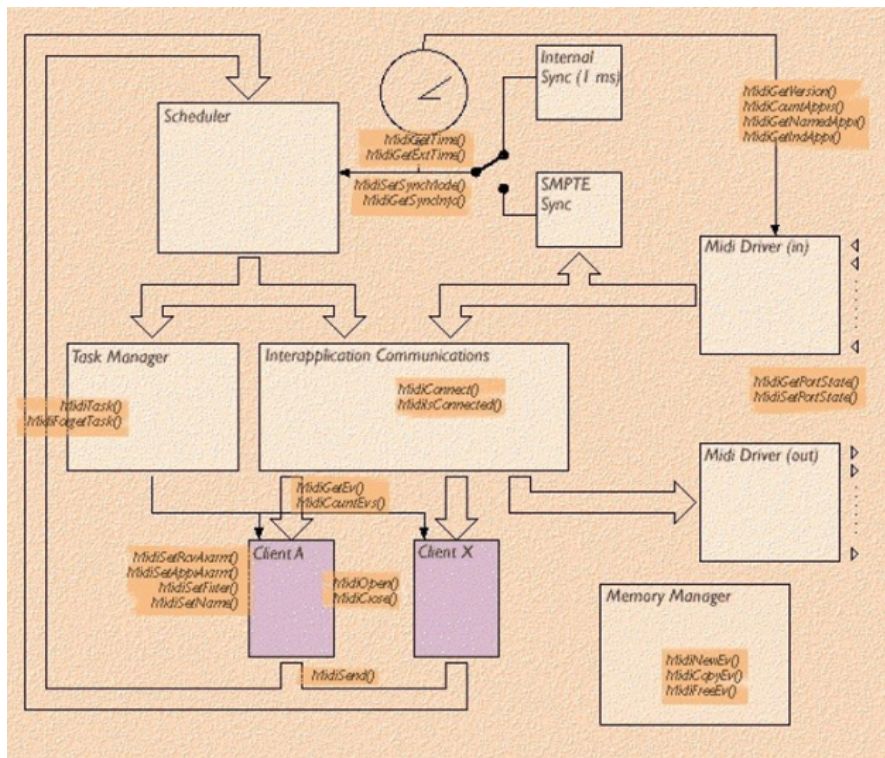 Internal
Sync (1 ms)
MidiGetVersion()
MidiCountAppls()
MidiGetNamedAppl()
MidiGetIndAppl()
Scheduler
MidiGetTime()
MidiGetExtTime()
MidiSetSyncMode()
MidiGetSyncInfo()
SMPTE
Sync
Midi Driver (in)
Task Manager
Interapplication Communications
MidiTask()
MidiForgetTask()
MidiConnect()
MidiIsConnected()
MidiGetPortState()
MidiSetPortState()
Midi Driver (out)
MidiGetEv()
MidiCountEvs()
Client A
Client X
MidiSetRcvAlarm()
MidiSetApplAlarm()
MidiSetFilter()
MidiSetName()
MidiOpen()
MidiClose()
Memory Manager
MidiNewEv()
MidiCopyEv()
MidiFreeEv()
MidiSend()